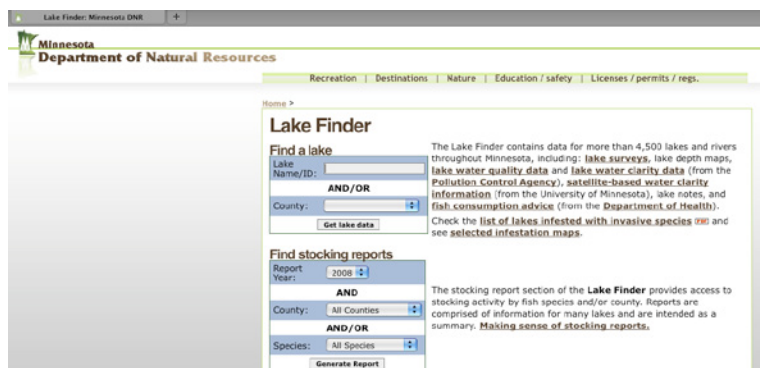 Lake Finder: Minnesota DNR
+
Minnesota
Department of Natural Resources
Recreation | Destinations | Nature | Education / safety | Licenses / permits / regs.
Home >
Lake Finder
Find a lake
Lake
Name/ID:
AND/OR
County:
Get lake data
The Lake Finder contains data for more than 4,500 lakes and rivers
throughout Minnesota, including: lake surveys, lake depth maps,
lake water quality data and lake water clarity data (from the
Pollution Control Agency), satellite-based water clarity
information (from the University of Minnesota), lake notes, and
fish consumption advice (from the Department of Health).
Check the list of lakes infested with invasive species PDF and
see selected infestation maps.
Find stocking reports
Report
Year: 2008
AND
County: All Counties
AND/OR
Species: All Species
Generate Report
The stocking report section of the Lake Finder provides access to
stocking activity by fish species and/or county. Reports are
comprised of information for many lakes and are intended as a
summary. Making sense of stocking reports.